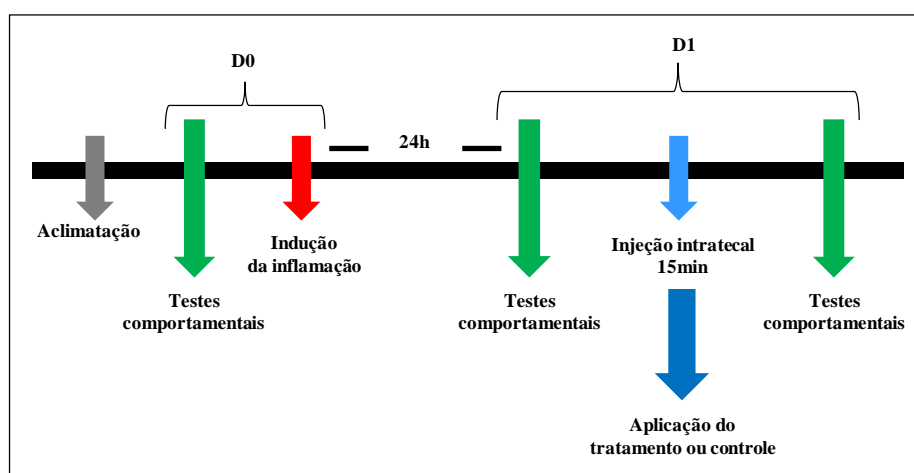 D0
D1
24h
Aclimatação
Testes
comportamentais
Indução
da inflamação
Testes
comportamentais
Injeção intratecal
15min
Aplicação do
tratamento ou controle
Testes
comportamentais